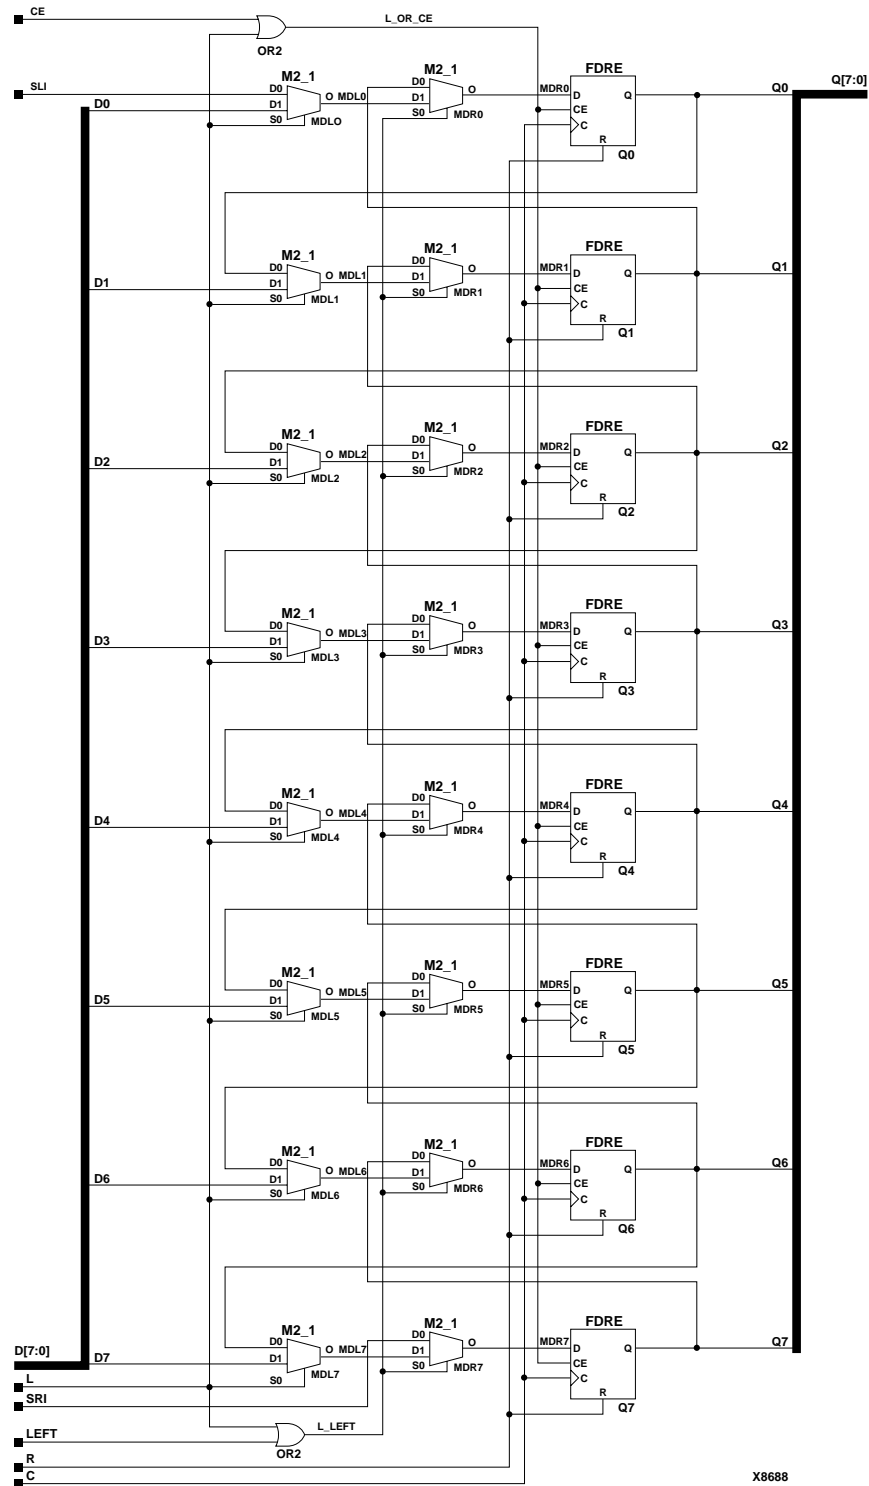 CE
L_OR_CE
OR2
SLI
M2_1
M2_1
FDRE
Q[7:0]
D0
D0 O MDL0 D0 O MDR0 D Q Q0
D1 D1 CE
S0 MDLO S0 MDR0 C
R
Q0
M2_1
M2_1
FDRE
D1
D0 O MDL1 D0 O MDR1 D Q Q1
D1 D1 CE
S0 MDL1 S0 MDR1 C
R
Q1
M2_1
M2_1
FDRE
D2
D0 O MDL2 D0 O MDR2 D Q Q2
D1 D1 CE
S0 MDL2 S0 MDR2 C
R
Q2
M2_1
M2_1
FDRE
D3
D0 O MDL3 D0 O MDR3 D Q Q3
D1 D1 CE
S0 MDL3 S0 MDR3 C
R
Q3
M2_1
M2_1
FDRE
D4
D0 O MDL4 D0 O MDR4 D Q Q4
D1 D1 CE
S0 MDL4 S0 MDR4 C
R
Q4
M2_1
M2_1
FDRE
D5
D0 O MDL5 D0 O MDR5 D Q Q5
D1 D1 CE
S0 MDL5 S0 MDR5 C
R
Q5
M2_1
M2_1
FDRE
D6
D0 O MDL6 D0 O MDR6 D Q Q6
D1 D1 CE
S0 MDL6 S0 MDR6 C
R
Q6
M2_1
M2_1
FDRE
D[7:0]
D7
D0 O MDL7 D0 O MDR7 D Q Q7
D1 D1 CE
S0 MDL7 S0 MDR7 C
R
Q7
L
SRI
LEFT
L_LEFT
OR2
R
C
X8688